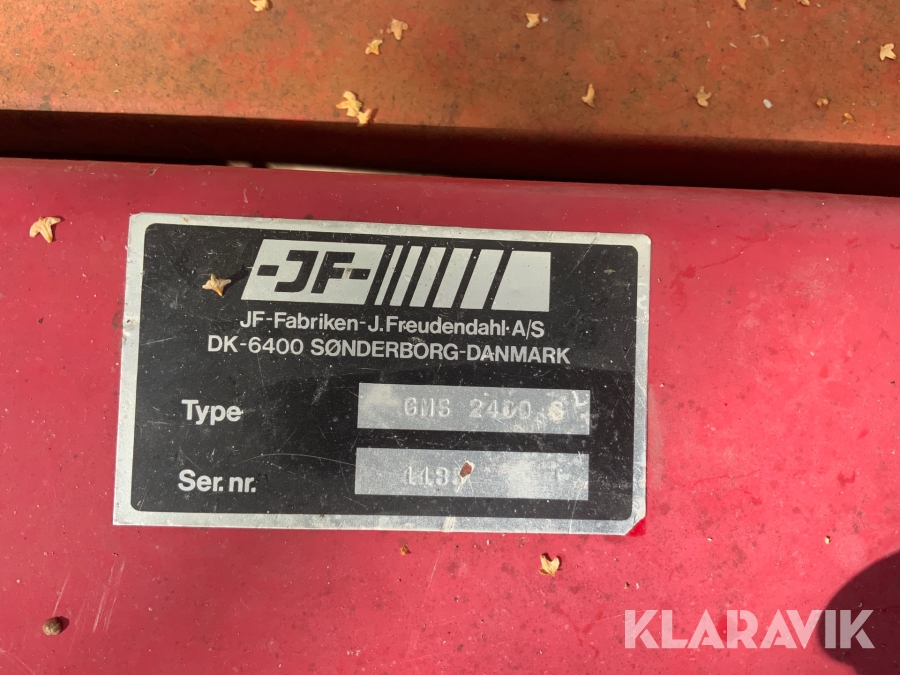 -JF-
JF-Fabriken-J.Freudendahl·A/S
DK-6400 SØNDERBORG-DANMARK
Type GMS 2400 S
Ser.nr.
KLARAVIK